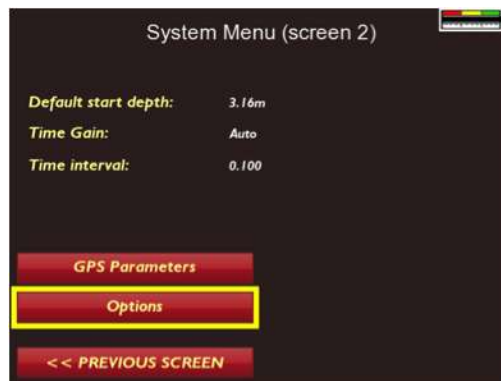 System Menu (screen 2)
Default start depth: 3.16m
Time Gain: Auto
Time interval: 0.100
GPS Parameters
Options
<< PREVIOUS SCREEN